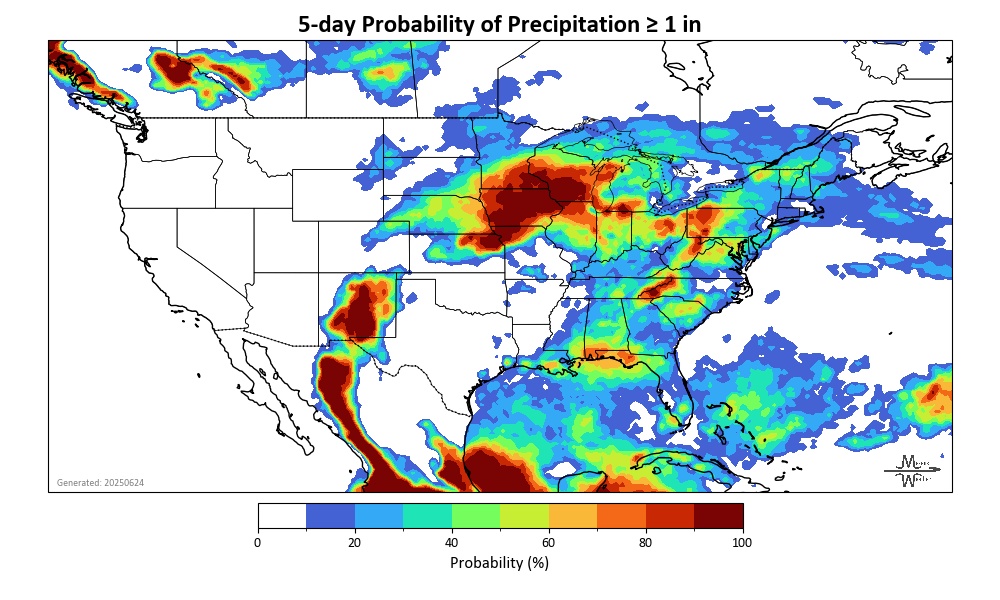 5-day Probability of Precipitation ≥ 1 in
Generated: 20250624
0 20 40 60 80 100
Probability (%)